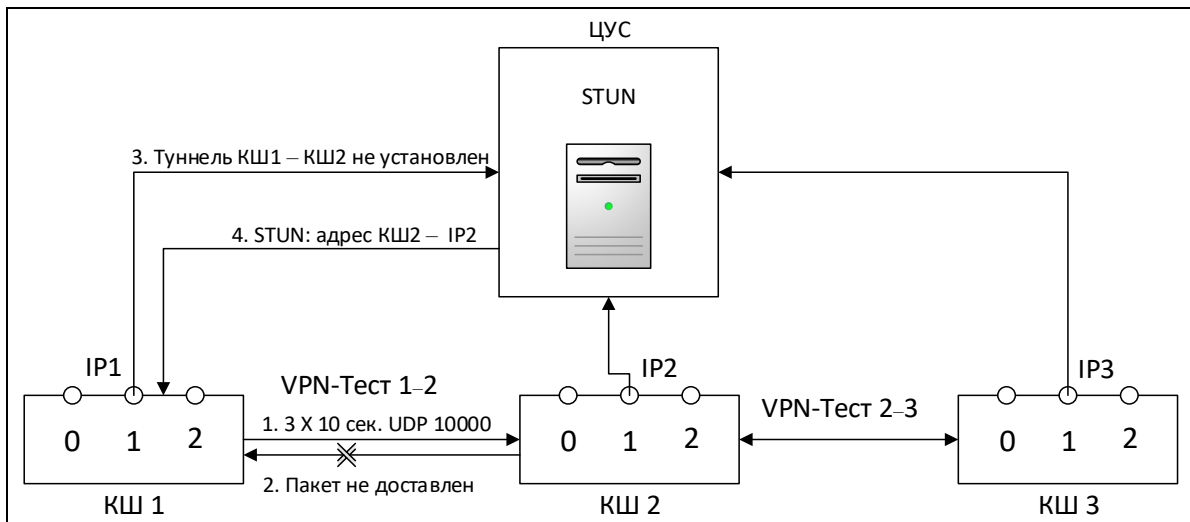 ЦУС
STUN
3. Туннель КШ1 – КШ2 не установлен
4. STUN: адрес КШ2 – IP2
IP1
IP2
IP3
VPN-Тест 1–2
VPN-Тест 2–3
1. 3 X 10 сек. UDP 10000
0 1 2
0 1 2
0 1 2
2. Пакет не доставлен
КШ 1
КШ 2
КШ 3